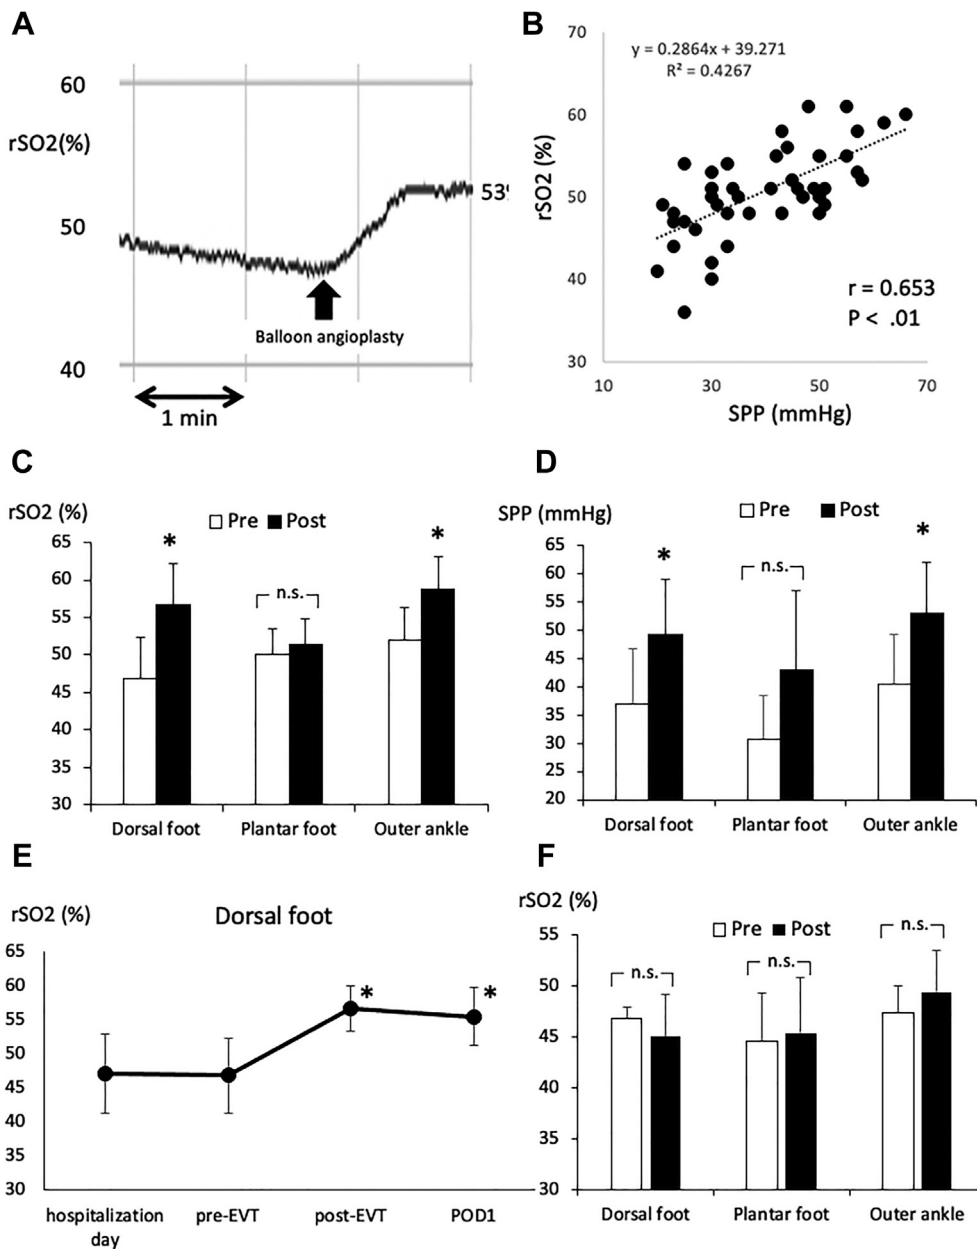 A
60
rSO2(%)
50
53%
Balloon angioplasty
40
1 min
B
70
y = 0.2864x + 39.271
R² = 0.4267
60
rSO2 (%)
50
40
r = 0.653
P < .01
30
10 30 50 70
SPP (mmHg)
C
rSO2 (%)
Pre Post
65
*
*
60
n.s.
55
50
45
40
35
30
Dorsal foot Plantar foot Outer ankle
D
SPP (mmHg)
Pre Post
65
*
*
60
n.s.
55
50
45
40
35
30
25
20
Dorsal foot Plantar foot Outer ankle
E
rSO2 (%)
Dorsal foot
65
60
*
*
55
50
45
40
35
30
hospitalization day pre-EVT post-EVT POD1
F
rSO2 (%)
Pre Post
55
n.s.
n.s.
n.s.
50
45
40
35
30
Dorsal foot Plantar foot Outer ankle